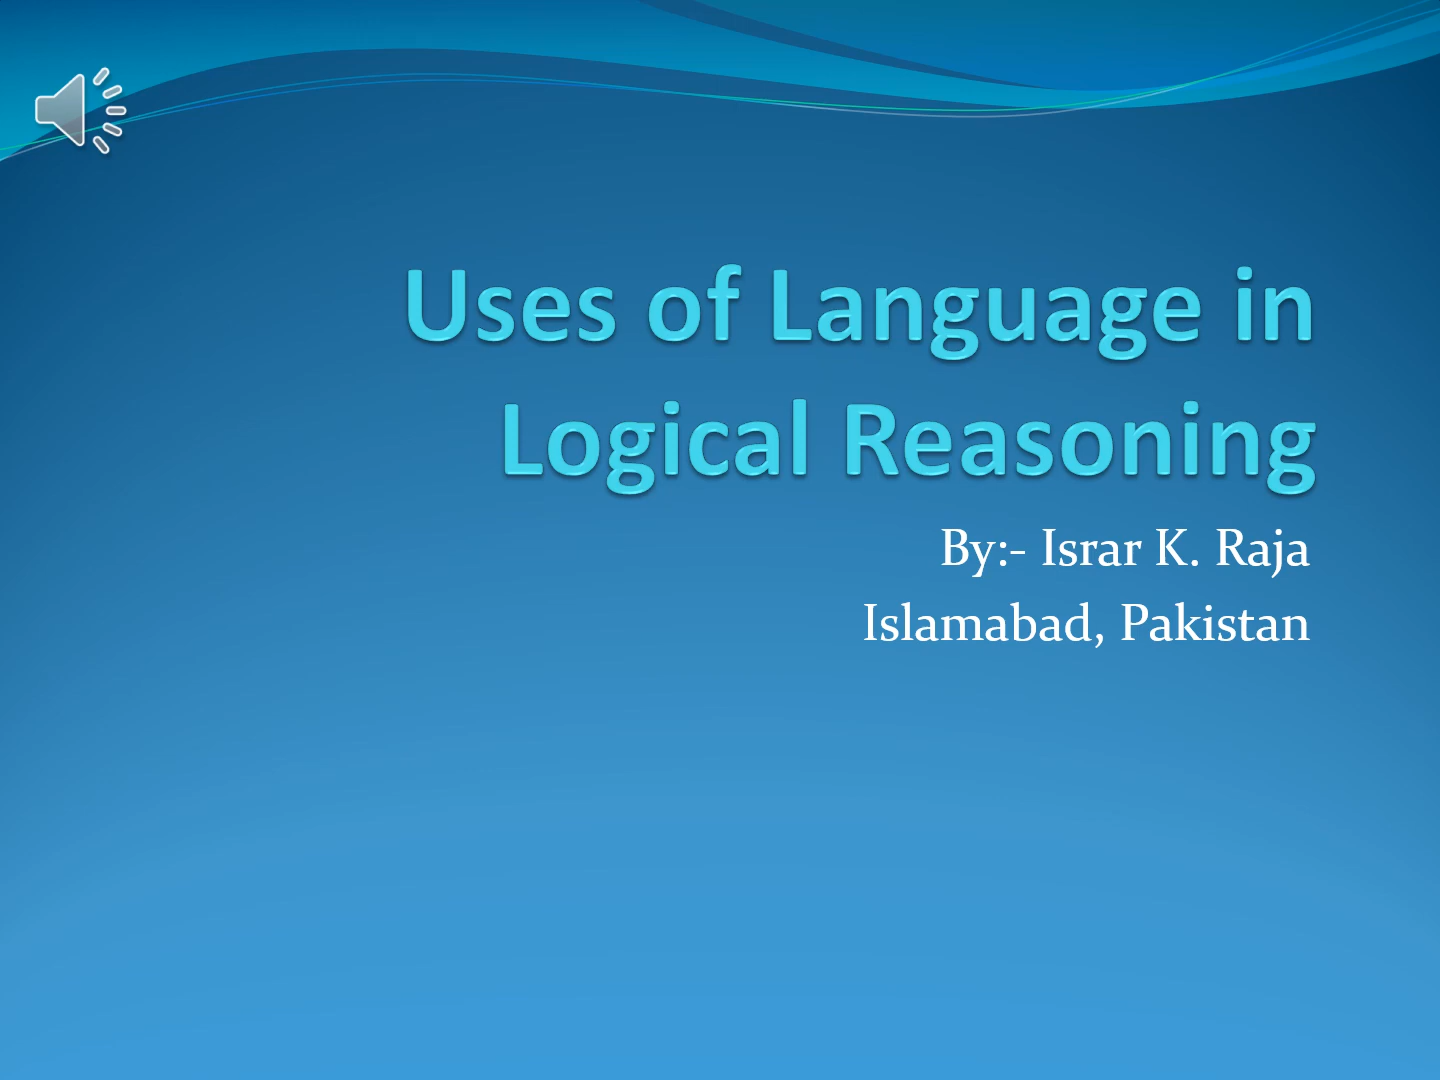 Uses of Language in
Logical Reasoning
By:- Israr K. Raja
Islamabad, Pakistan